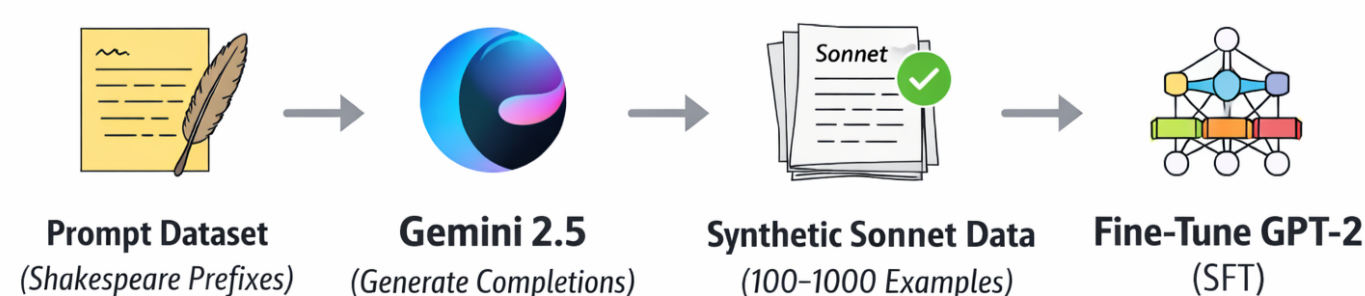 Sonnet
Prompt Dataset
(Shakespeare Prefixes)
Gemini 2.5
(Generate Completions)
Synthetic Sonnet Data
(100–1000 Examples)
Fine-Tune GPT-2
(SFT)